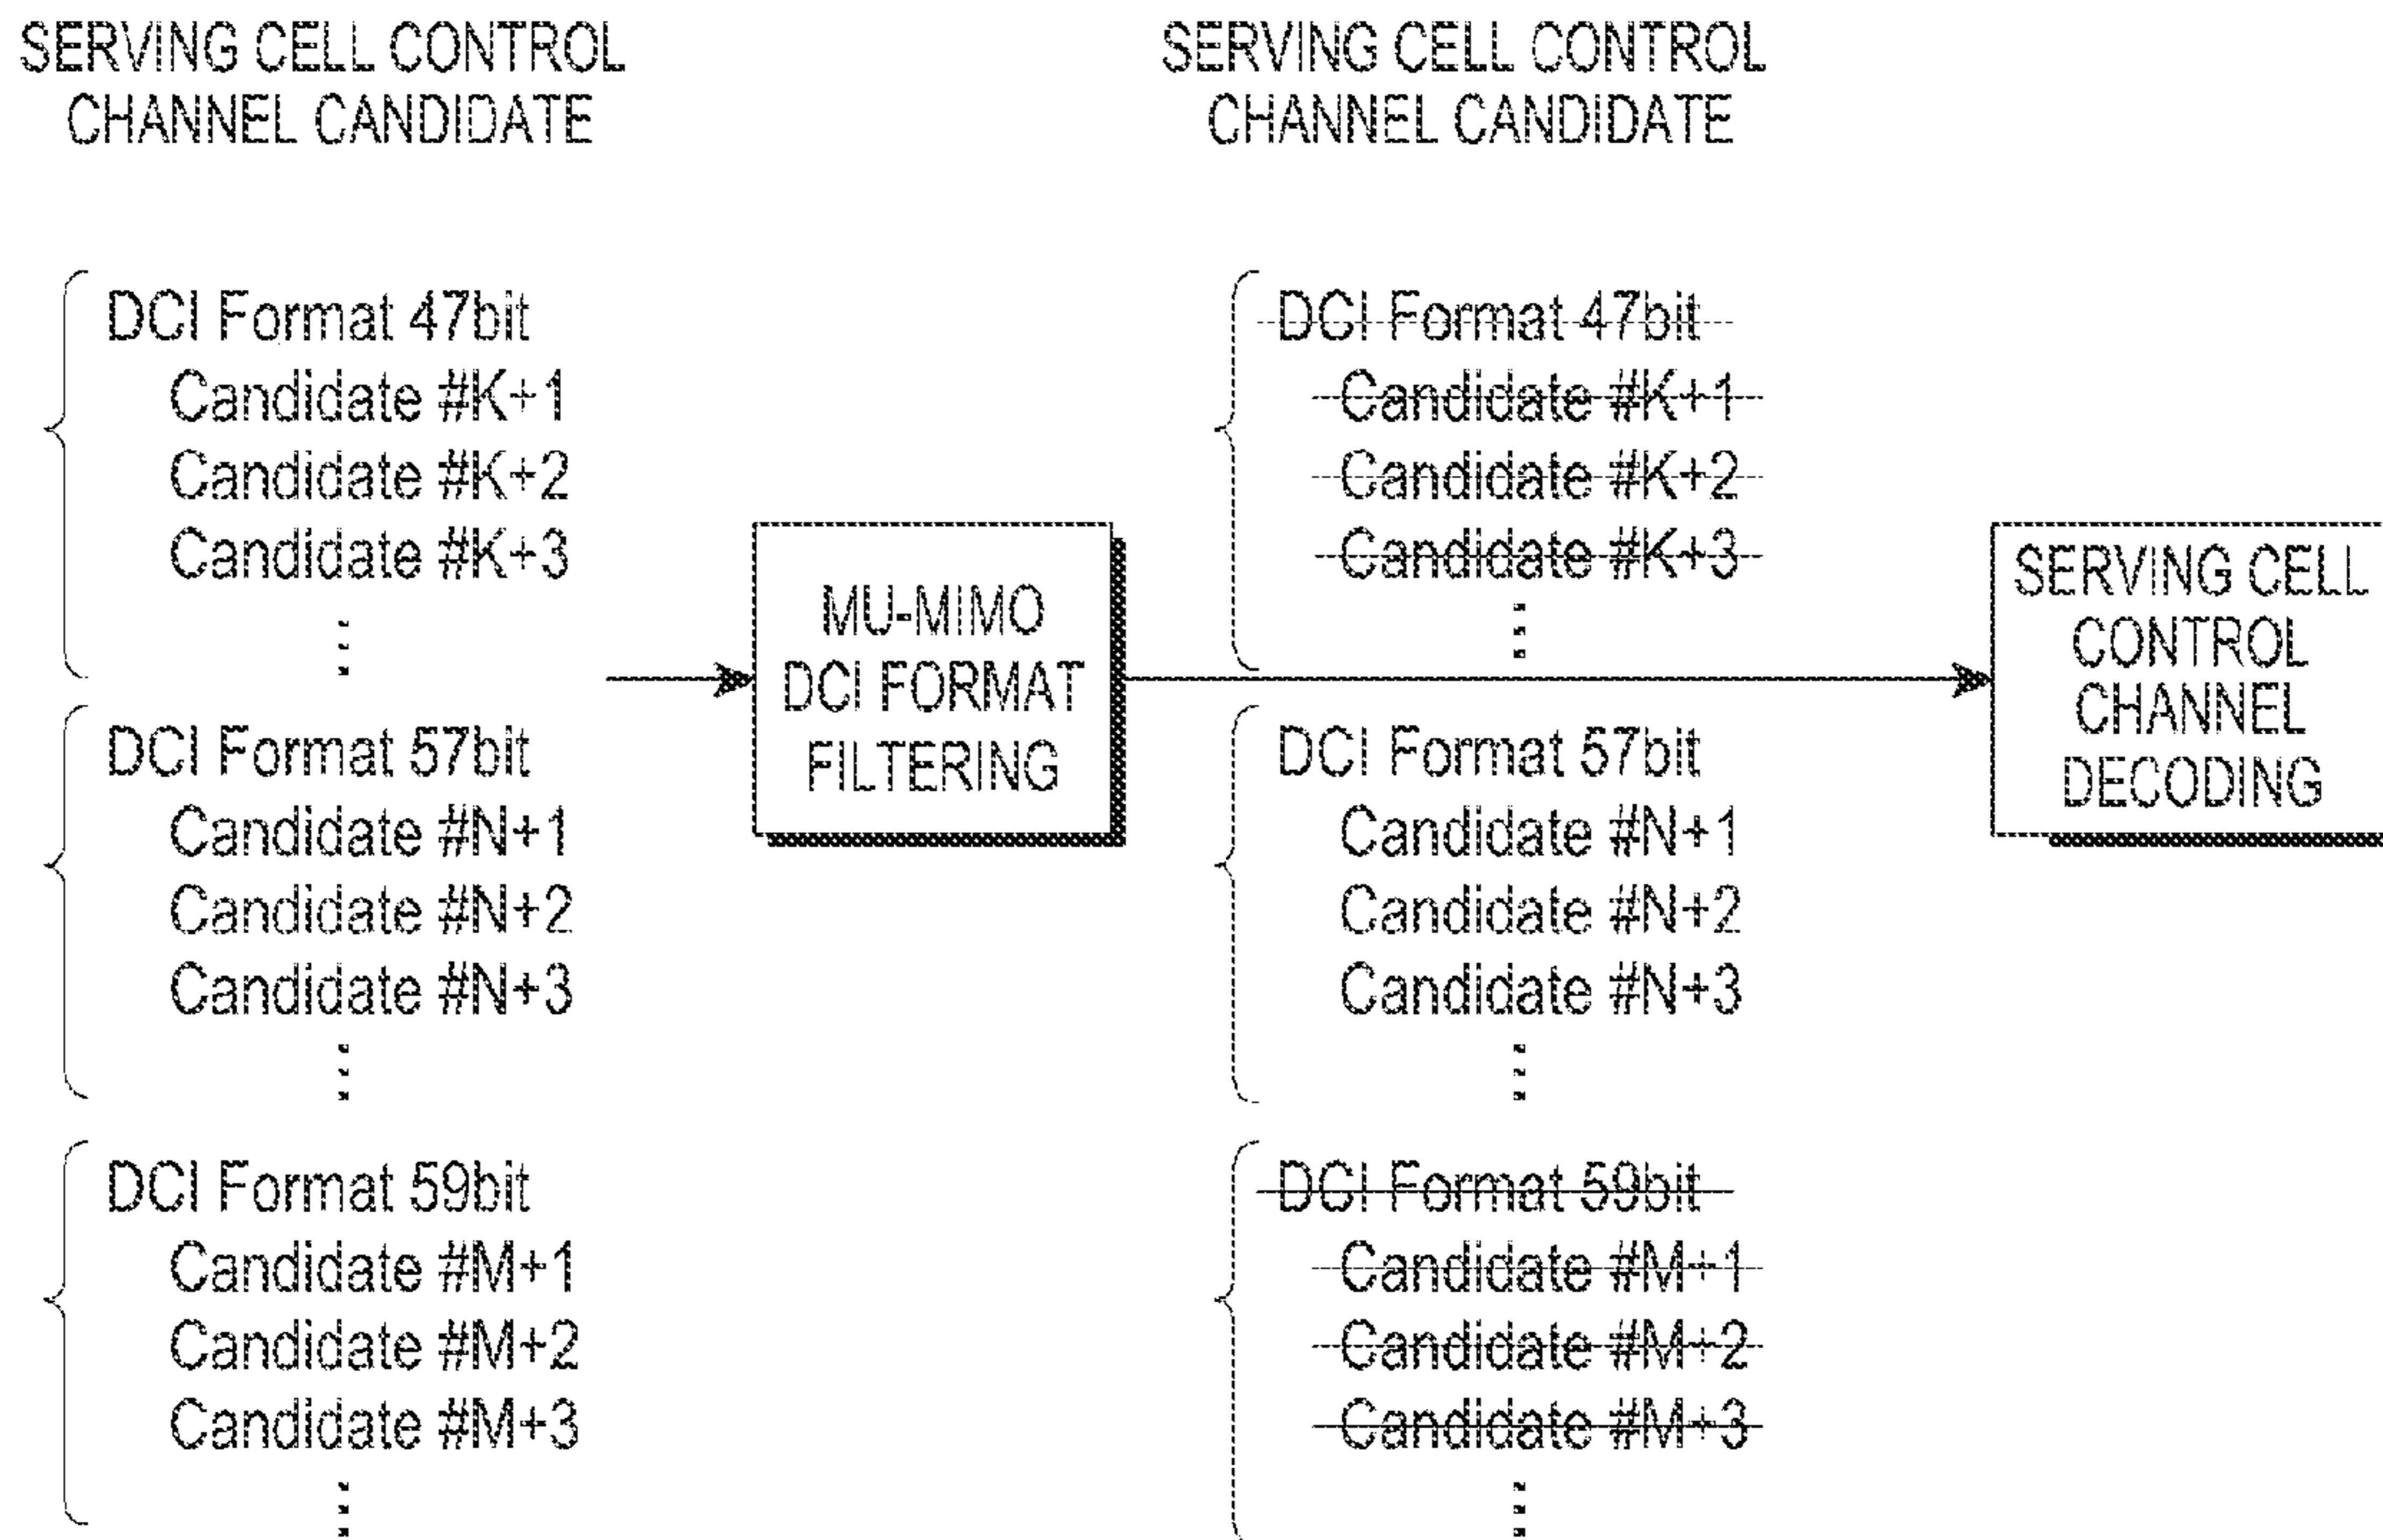 SERVING CELL CONTROL
CHANNEL CANDIDATE
DCI Format 47bit
Candidate #K+1
Candidate #K+2
Candidate #K+3
DCI Format 57bit
Candidate #N+1
Candidate #N+2
Candidate #N+3
DCI Format 59bit
Candidate #M+1
Candidate #M+2
Candidate #M+3
MU-MIMO
DCI FORMAT
FILTERING
SERVING CELL CONTROL
CHANNEL CANDIDATE
DCI Format 47bit
Candidate #K+1
Candidate #K+2
Candidate #K+3
DCI Format 57bit
Candidate #N+1
Candidate #N+2
Candidate #N+3
DCI Format 59bit
Candidate #M+1
Candidate #M+2
Candidate #M+3
SERVING CELL
CONTROL
CHANNEL
DECODING